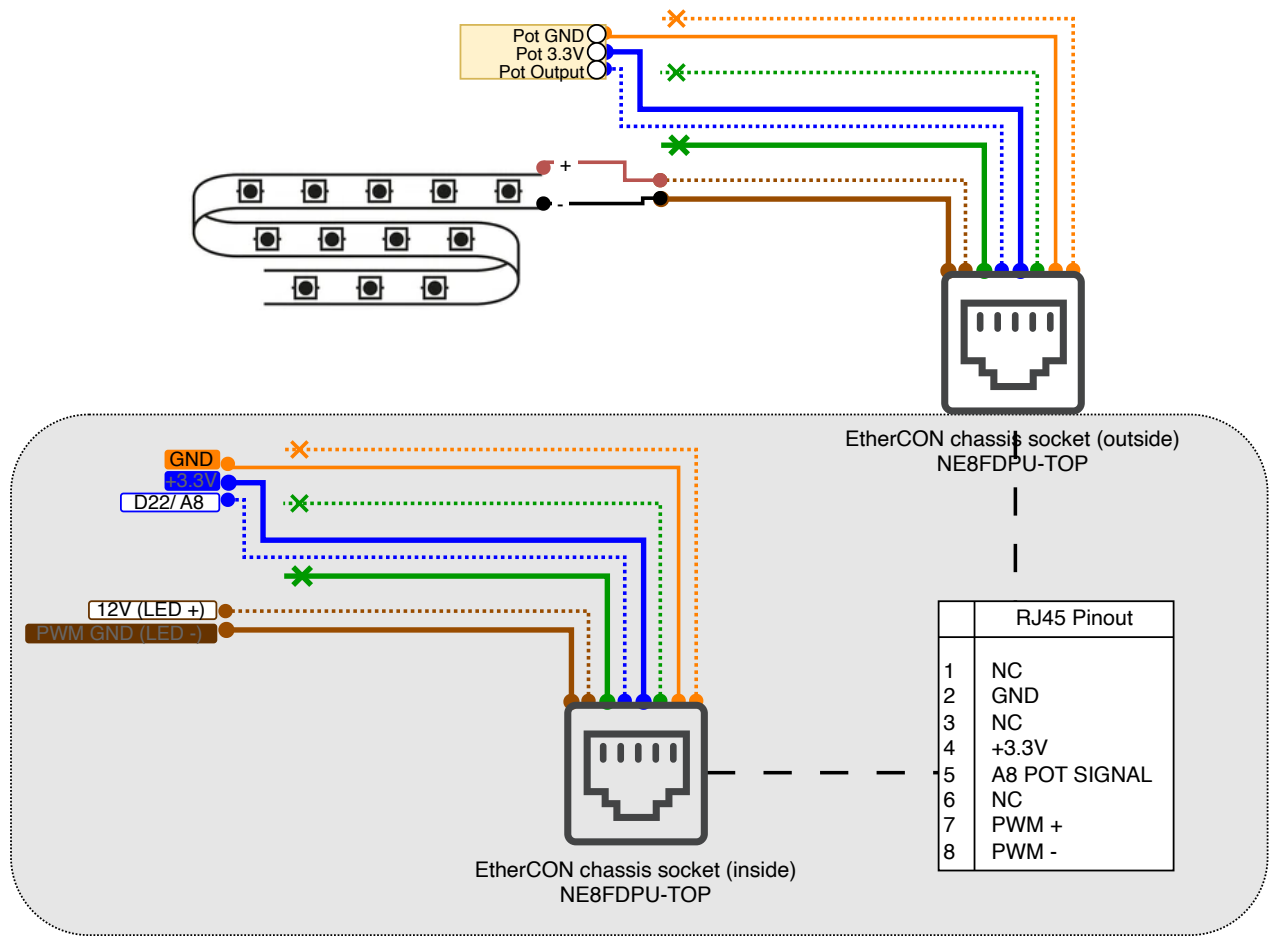 Pot GND
Pot 3.3V
Pot Output
+
-
EtherCON chassis socket (outside)
NE8FDPU-TOP
GND
+3.3V
D22/ A8
12V (LED +)
PWM GND (LED -)
RJ45 Pinout
1 NC
2 GND
3 NC
4 +3.3V
5 A8 POT SIGNAL
6 NC
7 PWM +
8 PWM -
EtherCON chassis socket (inside)
NE8FDPU-TOP